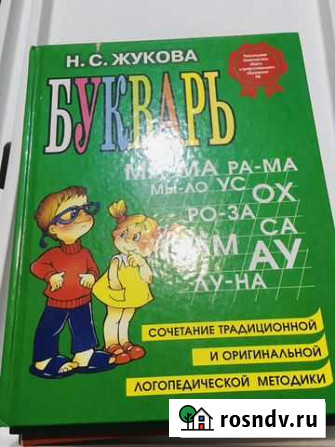 Н. С. ЖУКОВА
БУКВАРЬ
МА-МА РА-МА
МЫ-ЛО УС ОХ
РО-ЗА СА
АМ АУ
ЛУ-НА
СОЧЕТАНИЕ ТРАДИЦИОННОЙ
И ОРИГИНАЛЬНОЙ
ЛОГОПЕДИЧЕСКОЙ МЕТОДИКИ
rosndv.ru